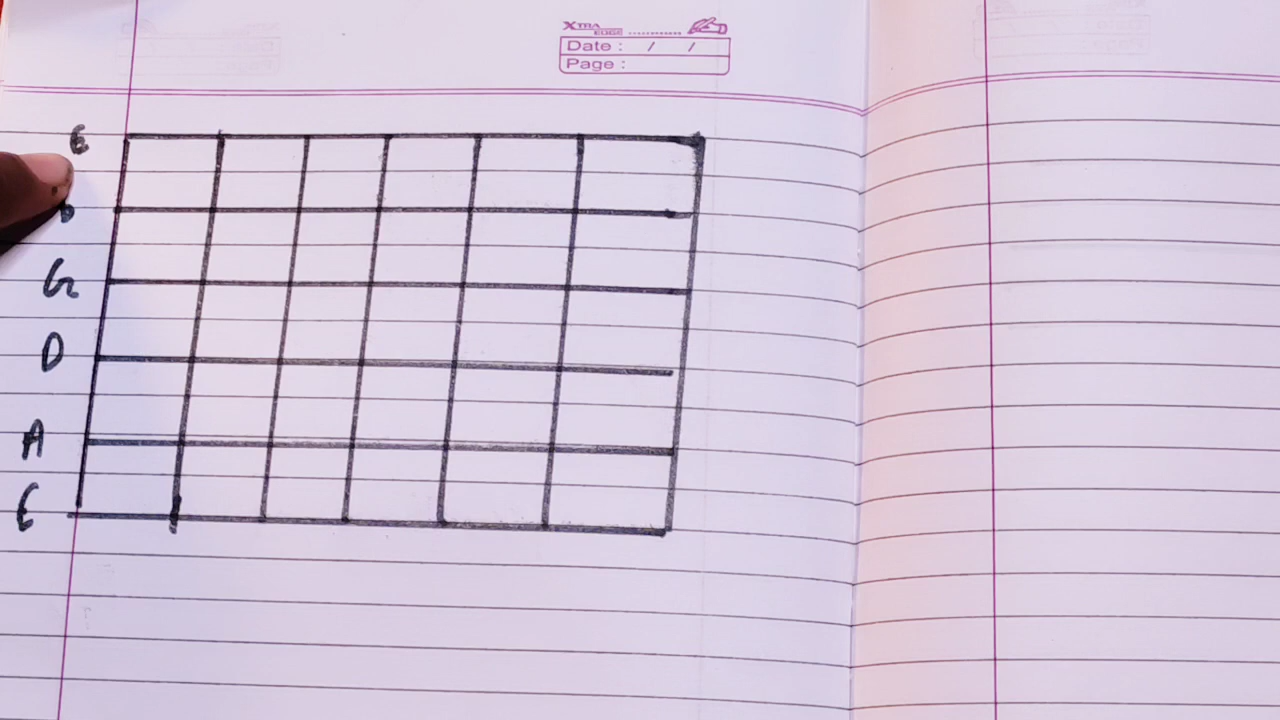 XTRA
EDGE ............
Date : / /
Page :
E
G
D
A
E